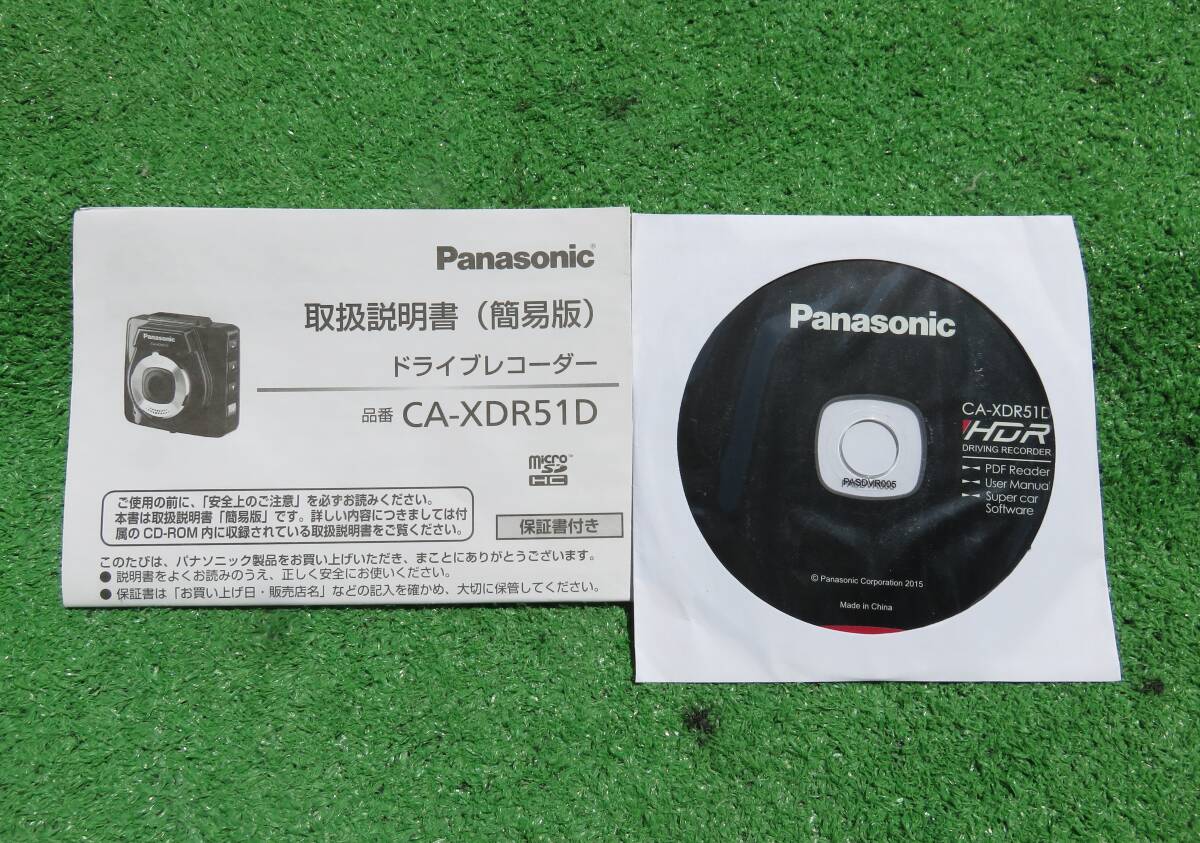 Panasonic
取扱説明書（簡易版）
ドライブレコーダー
品番 CA-XDR51D
Panasonic
micro
SD
HC
ご使用の前に、「安全上のご注意」を必ずお読みください。
本書は取扱説明書「簡易版」です。詳しい内容につきましては付
属の CD-ROM 内に収録されている取扱説明書をご覧ください。
保証書付き
このたびは、パナソニック製品をお買い上げいただき、まことにありがとうございます。
● 説明書をよくお読みのうえ、正しく安全にお使いください。
● 保証書は「お買い上げ日・販売店名」などの記入を確かめ、大切に保管してください。
Panasonic
CA-XDR51D
HDR
DRIVING RECORDER
PDF Reader
User Manual
Super car
Software
PASDVR005
© Panasonic Corporation 2015
Made in China